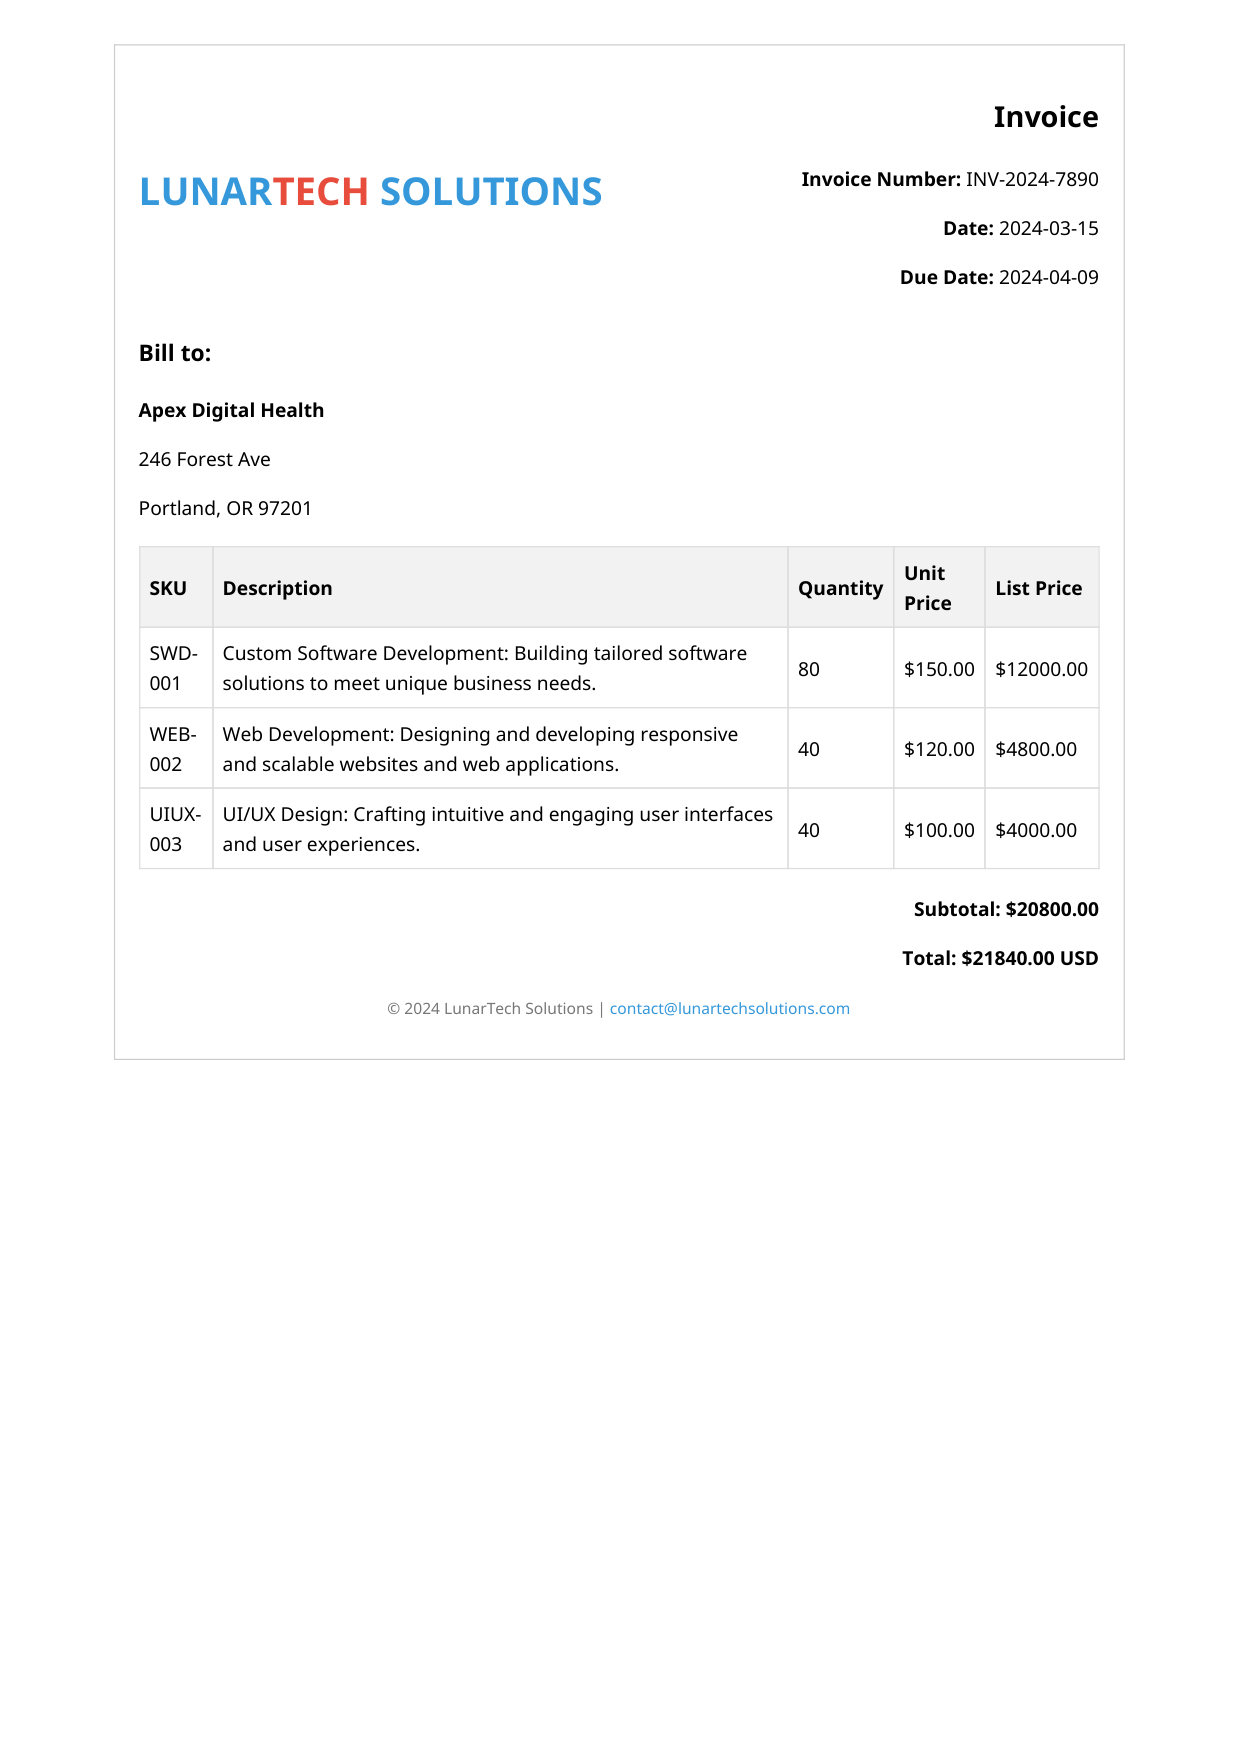 Invoice
LUNARTECH SOLUTIONS
Invoice Number: INV-2024-7890
Date: 2024-03-15
Due Date: 2024-04-09
Bill to:
Apex Digital Health
246 Forest Ave
Portland, OR 97201
SKU Description Quantity Unit Price List Price
SWD-001 Custom Software Development: Building tailored software
solutions to meet unique business needs. 80 $150.00 $12000.00
WEB-002 Web Development: Designing and developing responsive
and scalable websites and web applications. 40 $120.00 $4800.00
UIUX-003 UI/UX Design: Crafting intuitive and engaging user interfaces
and user experiences. 40 $100.00 $4000.00
Subtotal: $20800.00
Total: $21840.00 USD
© 2024 LunarTech Solutions | contact@lunartechsolutions.com